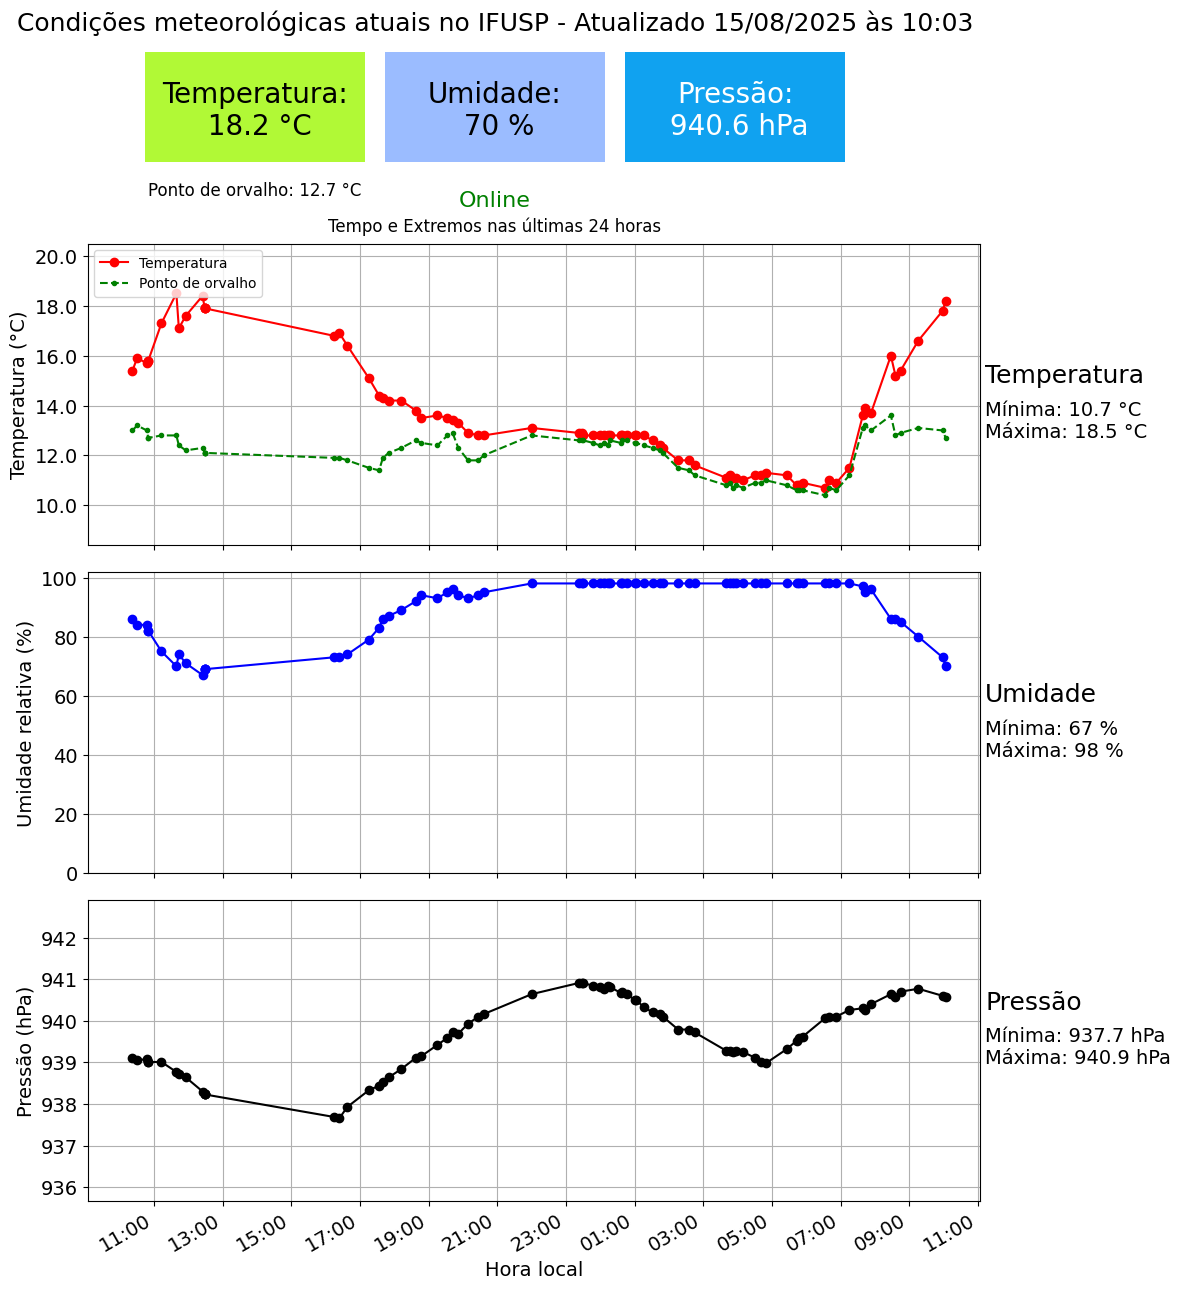 Condições meteorológicas atuais no IFUSP - Atualizado 15/08/2025 às 10:03
Temperatura:
18.2 °C
Umidade:
70 %
Pressão:
940.6 hPa
Ponto de orvalho: 12.7 °C
Online
Tempo e Extremos nas últimas 24 horas
Temperatura
Ponto de orvalho
Temperatura (°C)
20.0
18.0
16.0
14.0
12.0
10.0
Temperatura
Mínima: 10.7 °C
Máxima: 18.5 °C
Umidade relativa (%)
100
80
60
40
20
0
Umidade
Mínima: 67 %
Máxima: 98 %
Pressão (hPa)
942
941
940
939
938
937
936
Pressão
Mínima: 937.7 hPa
Máxima: 940.9 hPa
11:00 13:00 15:00 17:00 19:00 21:00 23:00 01:00 03:00 05:00 07:00 09:00 11:00
Hora local